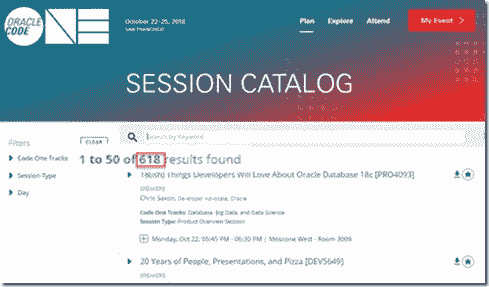 ORACLE
CODE
ONE
October 22–25, 2018
SAN FRANCISCO
Plan
Explore
Attend
My Event
SESSION CATALOG
Filters
Code One Tracks
Session Type
Day
CLEAR
Search by Keyword
1 to 50 of 618 results found
18(ish) Things Developers Will Love About Oracle Database 18c [PRO4093]
SPEAKERS
Chris Saxon, Developer Advocate, Oracle
Code One Tracks: Database, Big Data, and Data Science
Session Type: Product Overview Session
Monday, Oct 22, 05:45 PM - 06:30 PM | Moscone West - Room 3009
20 Years of People, Presentations, and Pizza [DEV5649]
SPEAKERS